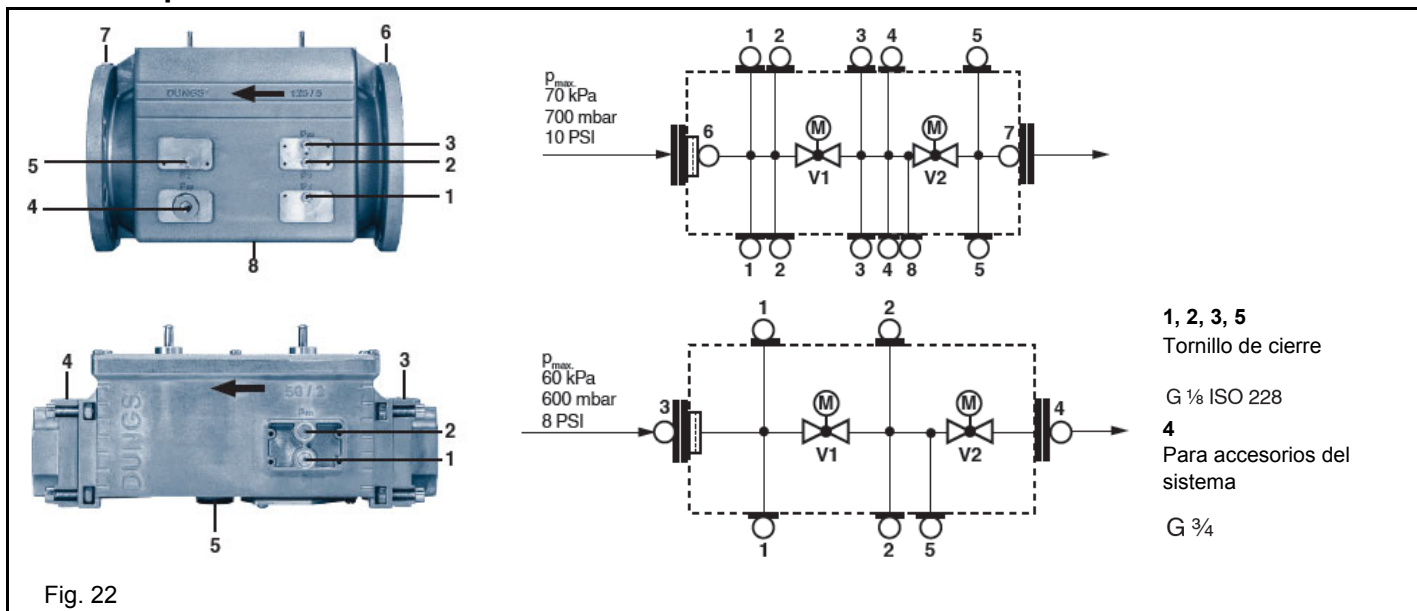 7
6
DUNGS
125/5
Pm
3
2
5
1
4
8
1 2 3 4 5
pmax.
70 kPa
700 mbar
10 PSI
6
M
M
7
V1
V2
1 2 3 4 8 5
4
3
50 / 2
DUNGS
2
1
5
1 2
pmax.
60 kPa
600 mbar
8 PSI
3
M
M
4
V1
V2
1 2 5
1, 2, 3, 5
Tornillo de cierre
G ⅛ ISO 228
4
Para accesorios del
sistema
G ¾
Fig. 22